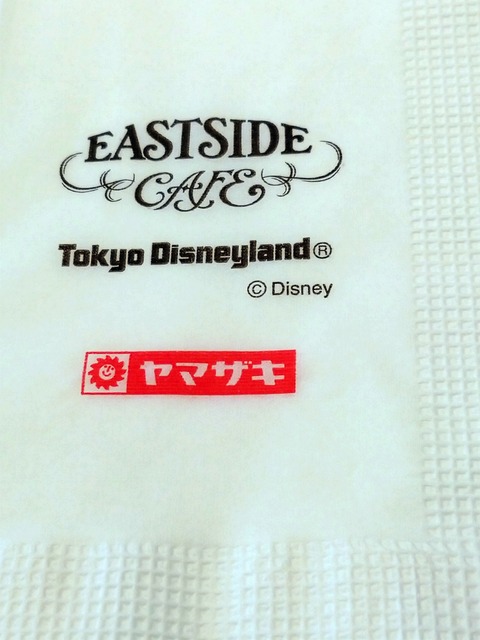 EASTSIDE
CAFE
Tokyo Disneyland®
© Disney
ヤマザキ